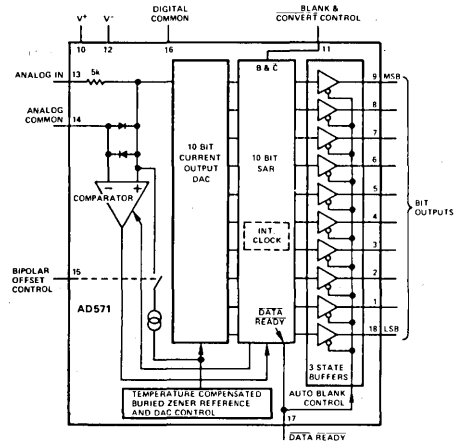 V+
V-
DIGITAL
COMMON
BLANK &
CONVERT CONTROL
10
12
16
11
ANALOG IN
13
5k
B & C
9
MSB
ANALOG
COMMON
14
8
7
10 BIT
CURRENT
OUTPUT
DAC
10 BIT
SAR
6
COMPARATOR
-
+
5
BIT
OUTPUTS
4
INT.
CLOCK
3
BIPOLAR
OFFSET
CONTROL
15
2
AD571
1
DATA
READY
18
LSB
3 STATE
BUFFERS
TEMPERATURE COMPENSATED
BURIED ZENER REFERENCE
AND DAC CONTROL
AUTO BLANK
CONTROL
17
DATA READY